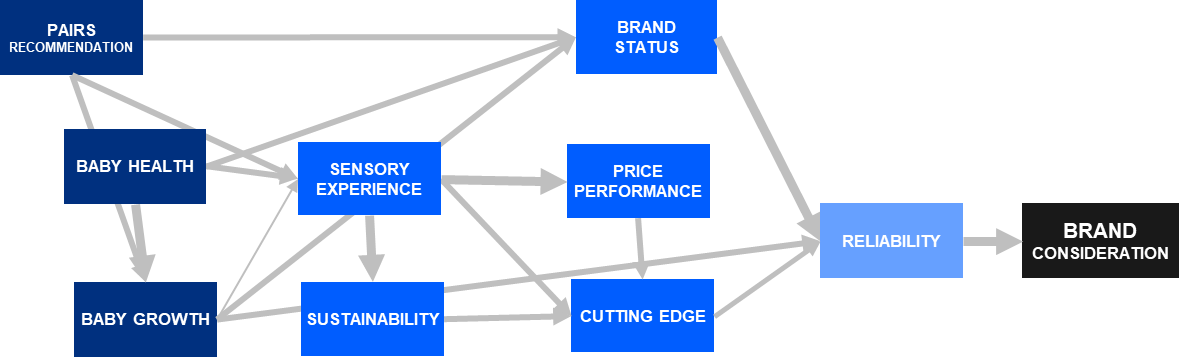 PAIRS
RECOMMENDATION
BRAND
STATUS
BABY HEALTH
SENSORY
EXPERIENCE
PRICE
PERFORMANCE
RELIABILITY
BRAND
CONSIDERATION
BABY GROWTH
SUSTAINABILITY
CUTTING EDGE